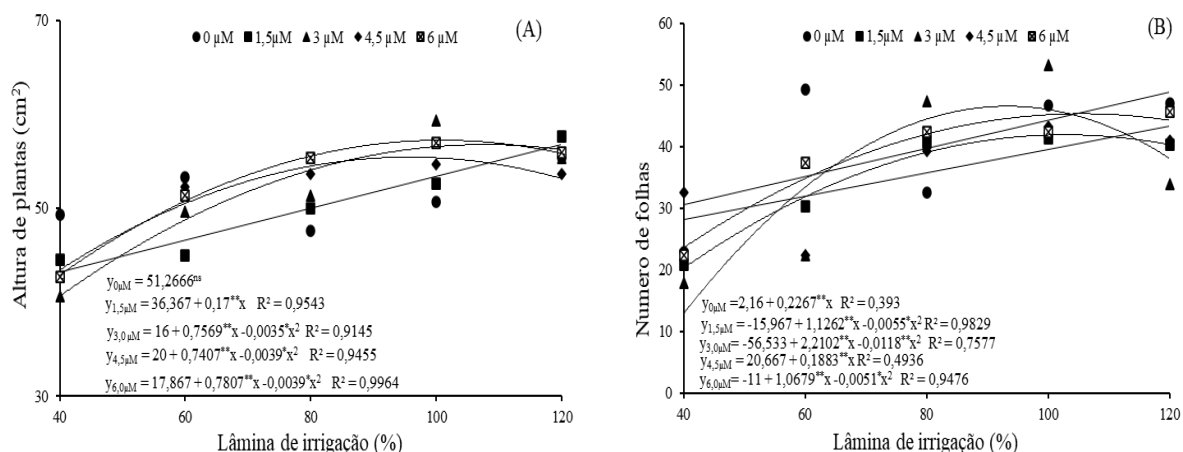 (A)
70
50
30
0 µM 1,5µM 3 µM 4,5 µM 6 µM
Altura de plantas (cm²)
y0µM = 51,2666ns
y1,5µM = 36,367 + 0,17**x R² = 0,9543
y3,0 µM = 16 + 0,7569**x -0,0035*x² R² = 0,9145
y4,5µM = 20 + 0,7407**x -0,0039*x² R² = 0,9455
y6,0µM = 17,867 + 0,7807**x -0,0039*x² R² = 0,9964
40 60 80 100 120
Lâmina de irrigação (%)
(B)
60
50
40
30
20
10
0
0 µM 1,5µM 3 µM 4,5 µM 6 µM
Numero de folhas
y0µM = 2,16 + 0,2267**x R² = 0,393
y1,5µM = -15,967 + 1,1262**x -0,0055*x² R² = 0,9829
y3,0µM= -56,533 + 2,2102**x -0,0118**x² R² = 0,7577
y4,5µM = 20,667 + 0,1883**x R² = 0,4936
y6,0µM= -11 + 1,0679**x -0,0051*x² R² = 0,9476
40 60 80 100 120
Lâmina de irrigação (%)